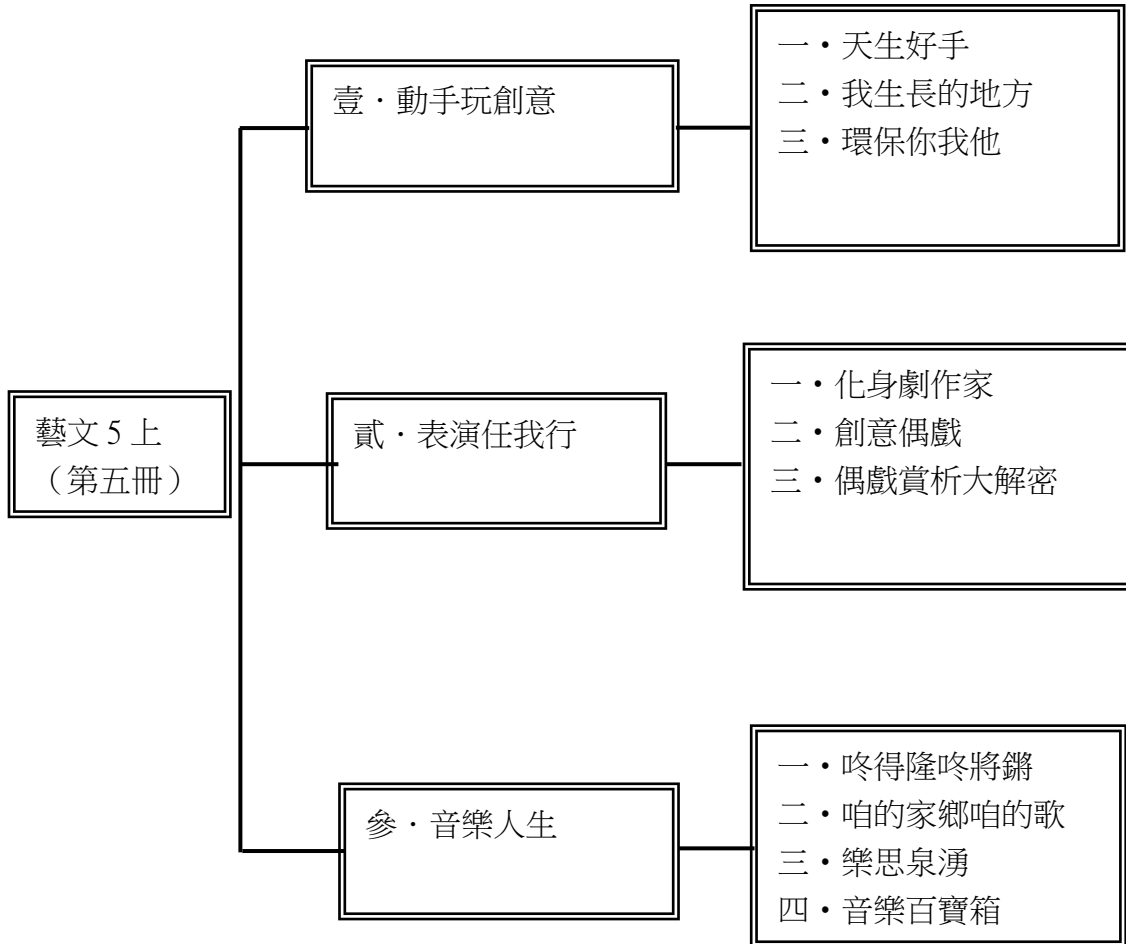 壹．動手玩創意
一・天生好手
二・我生長的地方
三・環保你我他
藝文 5 上
（第五冊）
貳．表演任我行
一・化身劇作家
二・創意偶戲
三・偶戲賞析大解密
參．音樂人生
一・咚得隆咚將鏘
二・咱的家鄉咱的歌
三・樂思泉湧
四・音樂百寶箱